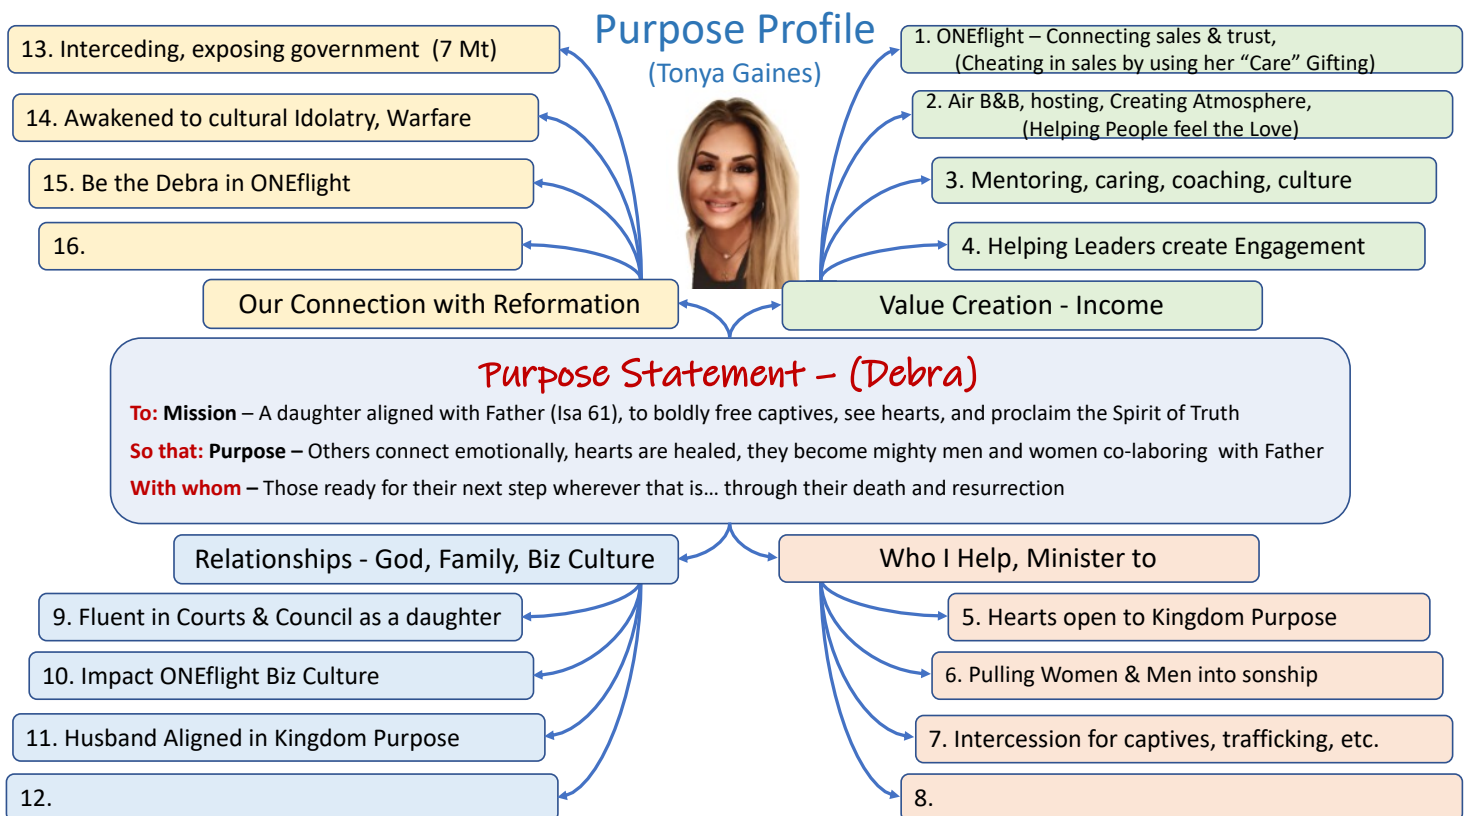 Purpose Profile
(Tonya Gaines)
13. Interceding, exposing government (7 Mt)
14. Awakened to cultural Idolatry, Warfare
15. Be the Debra in ONEflight
16.
Our Connection with Reformation
1. ONEflight – Connecting sales & trust,
(Cheating in sales by using her “Care” Gifting)
2. Air B&B, hosting, Creating Atmosphere,
(Helping People feel the Love)
3. Mentoring, caring, coaching, culture
4. Helping Leaders create Engagement
Value Creation - Income
Purpose Statement – (Debra)
To: Mission – A daughter aligned with Father (Isa 61), to boldly free captives, see hearts, and proclaim the Spirit of Truth
So that: Purpose – Others connect emotionally, hearts are healed, they become mighty men and women co-laboring with Father
With whom – Those ready for their next step wherever that is… through their death and resurrection
Relationships - God, Family, Biz Culture
9. Fluent in Courts & Council as a daughter
10. Impact ONEflight Biz Culture
11. Husband Aligned in Kingdom Purpose
12.
Who I Help, Minister to
5. Hearts open to Kingdom Purpose
6. Pulling Women & Men into sonship
7. Intercession for captives, trafficking, etc.
8.